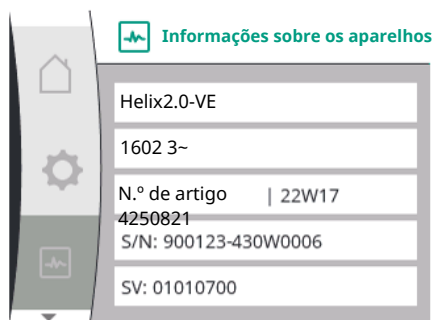 Informações sobre os aparelhos
Helix2.0-VE
1602 3~
N.º de artigo | 22W17
4250821
S/N: 900123-430W0006
SV: 01010700